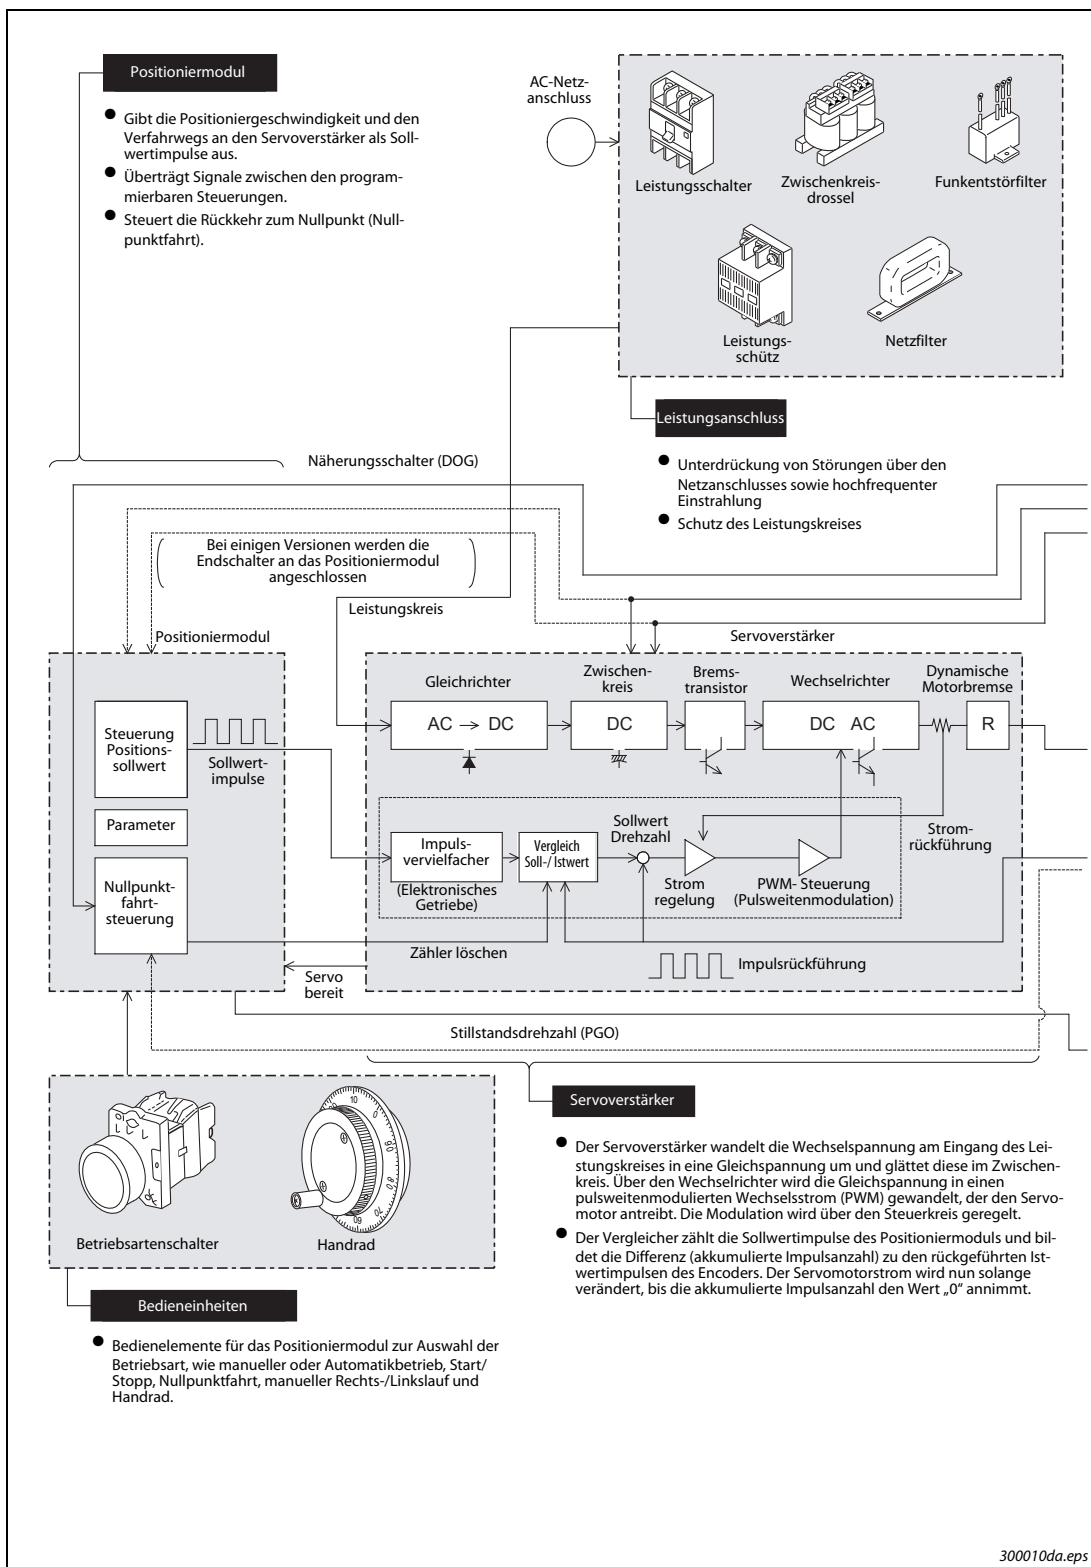 Positioniermodul
● Gibt die Positioniergeschwindigkeit und den
Verfahrwegs an den Servoverstärker als Soll-
wertimpulse aus.
● Überträgt Signale zwischen den program-
mierbaren Steuerungen.
● Steuert die Rückkehr zum Nullpunkt (Null-
punktfahrt).
AC-Netz-
anschluss
Leistungsschalter
Zwischenkreis-
drossel
Funkentstörfilter
Leistungs-
schütz
Netzfilter
Leistungsanschluss
● Unterdrückung von Störungen über den
Netzanschlusses sowie hochfrequenter
Einstrahlung
● Schutz des Leistungskreises
Näherungsschalter (DOG)
Bei einigen Versionen werden die
Endschalter an das Positioniermodul
angeschlossen
Leistungskreis
Positioniermodul
Servoverstärker
Steuerung
Positions-
sollwert
Sollwert-
impulse
Parameter
Nullpunkt-
fahrt-
steuerung
Gleichrichter
Zwischen-
kreis
Brems-
transistor
Wechselrichter
Dynamische
Motorbremse
AC → DC
DC
DC AC
R
Impuls-
vervielfacher
(Elektronisches
Getriebe)
Vergleich
Soll-/ Istwert
Sollwert
Drehzahl
Strom
regelung
PWM- Steuerung
(Pulsweitenmodulation)
Strom-
rückführung
Zähler löschen
Impulsrückführung
Servo
bereit
Stillstandsdrehzahl (PGO)
Betriebsartenschalter
10
0
90
80
70
60
Handrad
Bedieneinheiten
● Bedienelemente für das Positioniermodul zur Auswahl der
Betriebsart, wie manueller oder Automatikbetrieb, Start/
Stopp, Nullpunktfahrt, manueller Rechts-/Linkslauf und
Handrad.
Servoverstärker
● Der Servoverstärker wandelt die Wechselspannung am Eingang des Lei-
stungskreises in eine Gleichspannung um und glättet diese im Zwischen-
kreis. Über den Wechselrichter wird die Gleichspannung in einen
pulsweitenmodulierten Wechselsstrom (PWM) gewandelt, der den Servo-
motor antreibt. Die Modulation wird über den Steuerkreis geregelt.
● Der Vergleicher zählt die Sollwertimpulse des Positioniermoduls und bil-
det die Differenz (akkumulierte Impulsanzahl) zu den rückgeführten Ist-
wertimpulsen des Encoders. Der Servomotorstrom wird nun solange
verändert, bis die akkumulierte Impulsanzahl den Wert „0“ annimmt.
300010da.eps